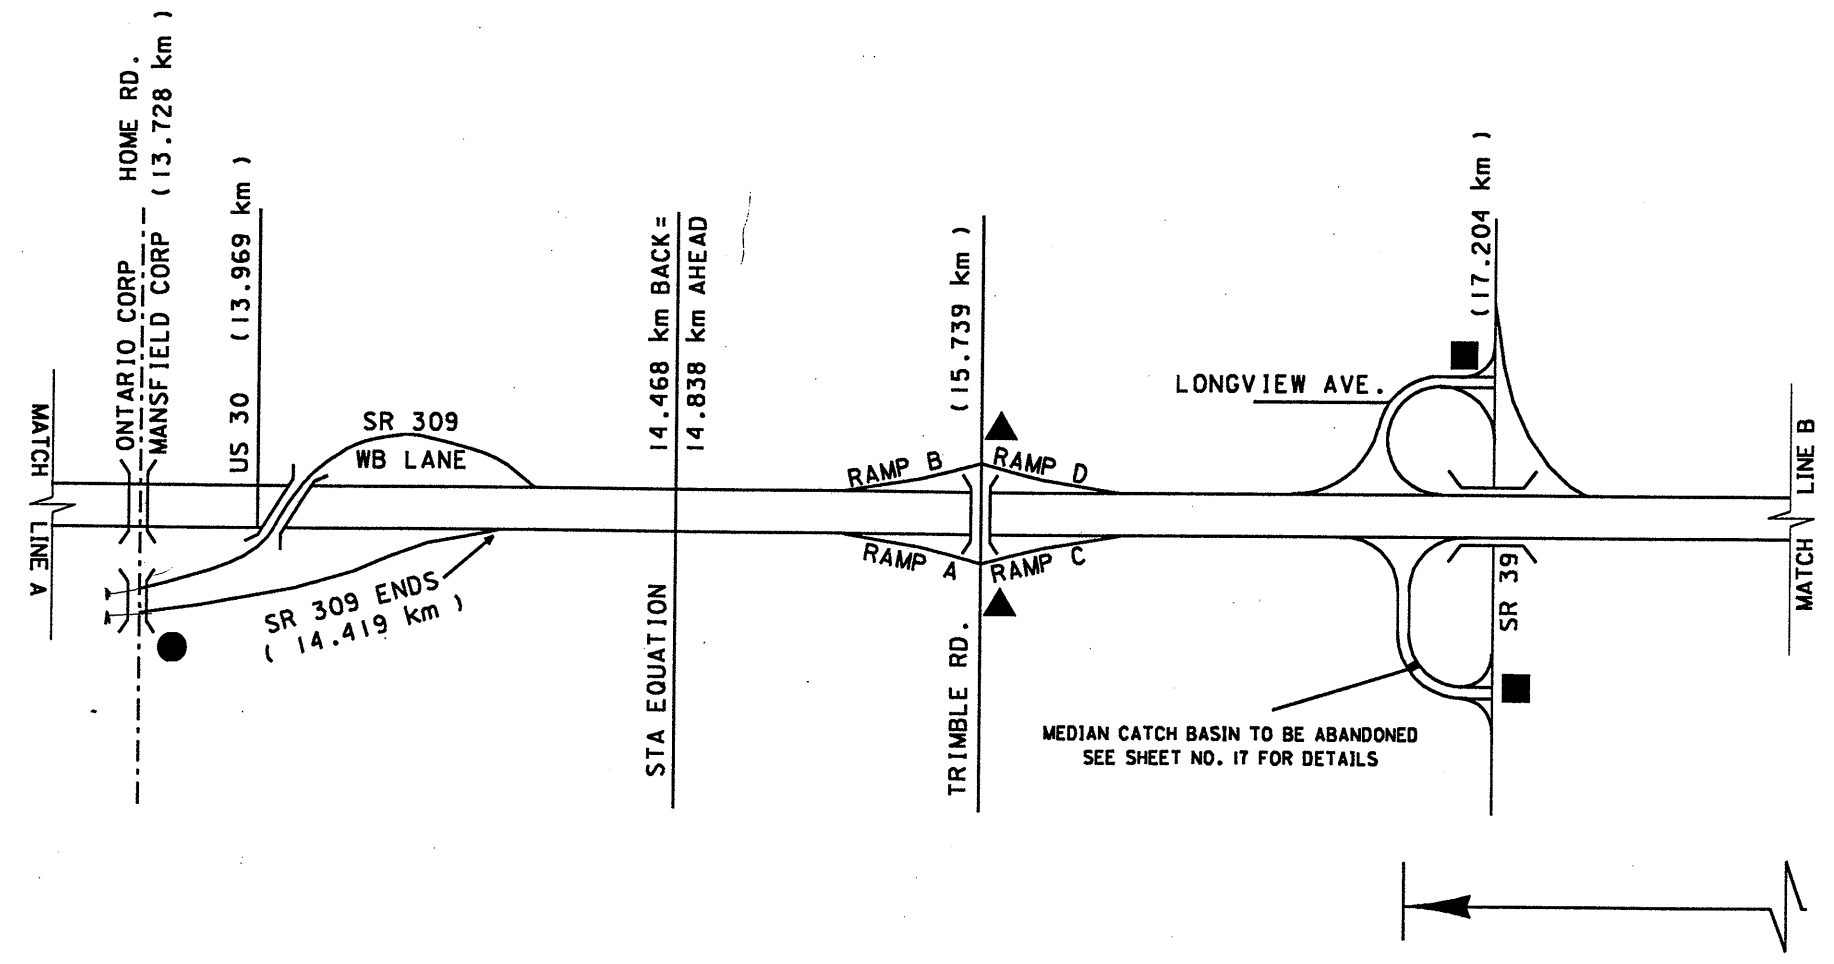 HOME RD.
(13.728 km )
ONTARIO CORP
MANSFIELD CORP
US 30 (13.969 km )
MATCH LINE A
SR 309
WB LANE
SR 309 ENDS
( 14.419 km )
14.468 km BACK=
14.838 km AHEAD
STA EQUATION
RAMP B
RAMP D
RAMP A
RAMP C
(15.739 km )
TRIMBLE RD.
LONGVIEW AVE.
(17.204 km )
SR 39
MEDIAN CATCH BASIN TO BE ABANDONED
SEE SHEET NO. 17 FOR DETAILS
MATCH LINE B